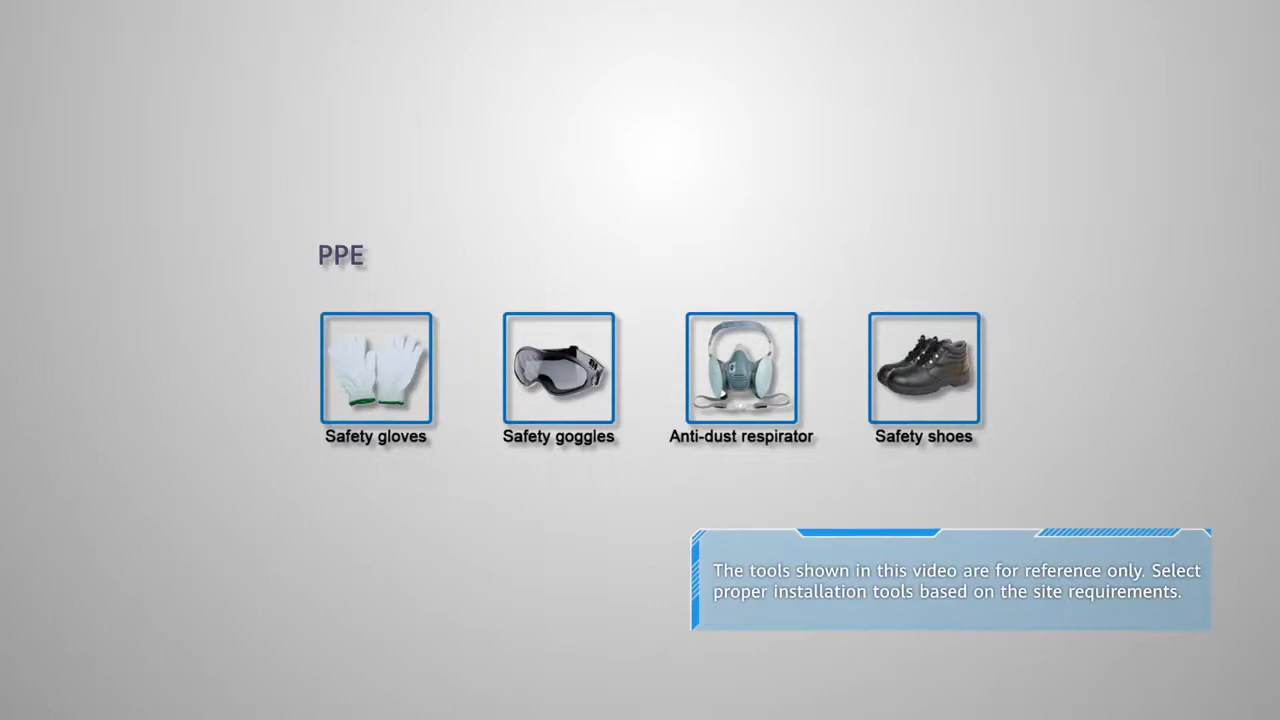 PPE
Safety gloves
Safety goggles
Anti-dust respirator
Safety shoes
The tools shown in this video are for reference only. Select
proper installation tools based on the site requirements.